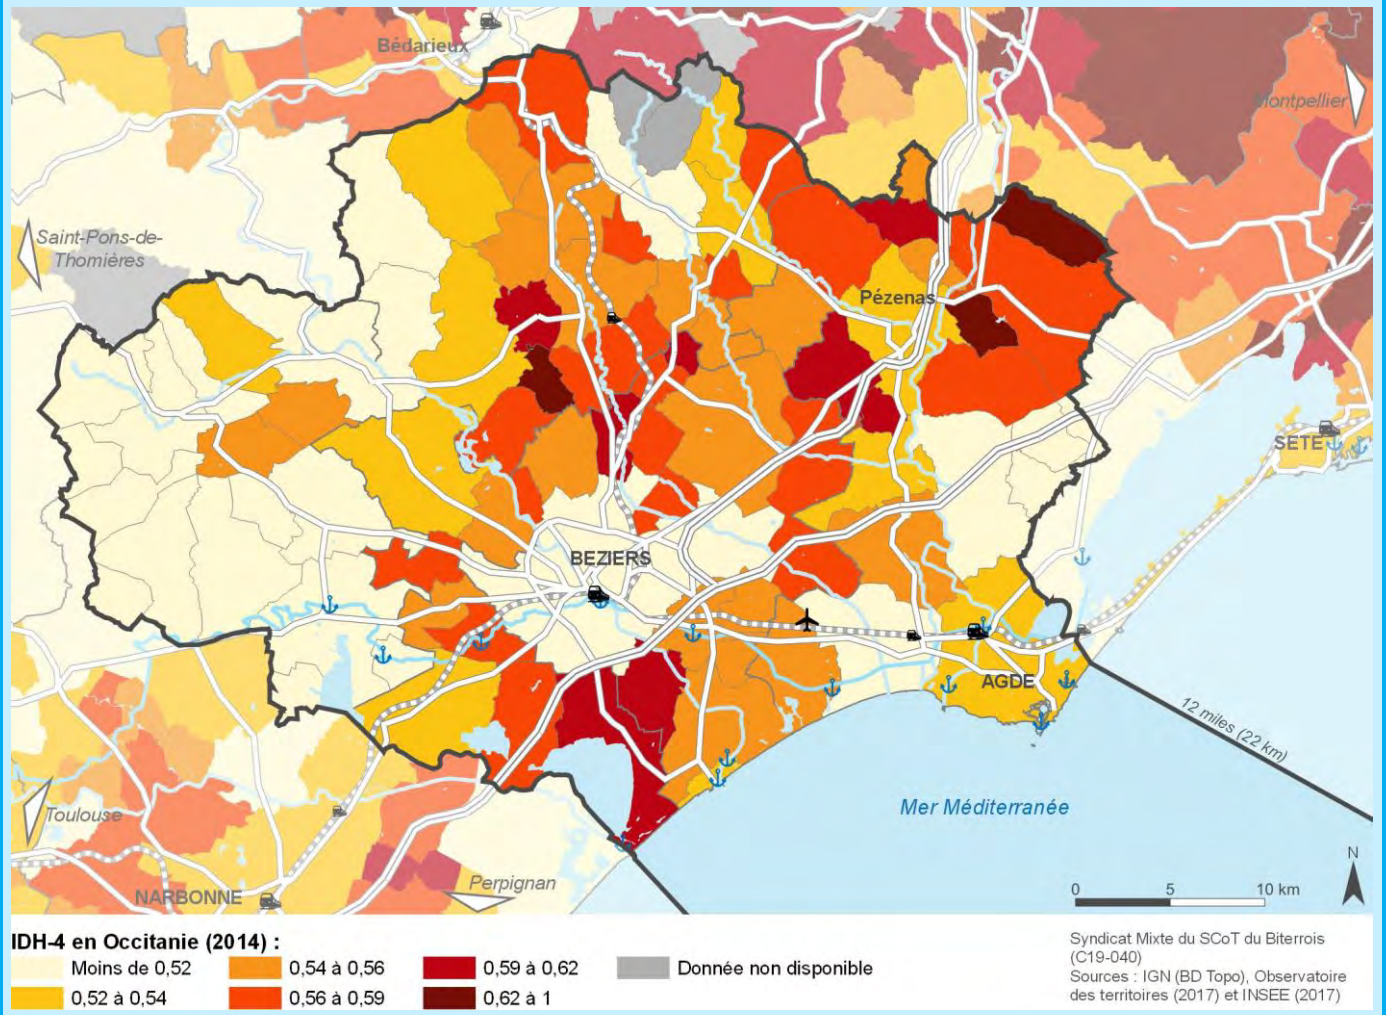 Bédarieux
Montpellier
Saint-Pons-de-
Thomières
Pézenas
SETE
BEZIERS
AGDE
12 miles (22 km)
Toulouse
Mer Méditerranée
Perpignan
NARBONNE
N
0 5 10 km
IDH-4 en Occitanie (2014) :
Moins de 0,52
0,52 à 0,54
0,54 à 0,56
0,56 à 0,59
0,59 à 0,62
0,62 à 1
Donnée non disponible
Syndicat Mixte du SCoT du Biterrois
(C19-040)
Sources : IGN (BD Topo), Observatoire
des territoires (2017) et INSEE (2017)